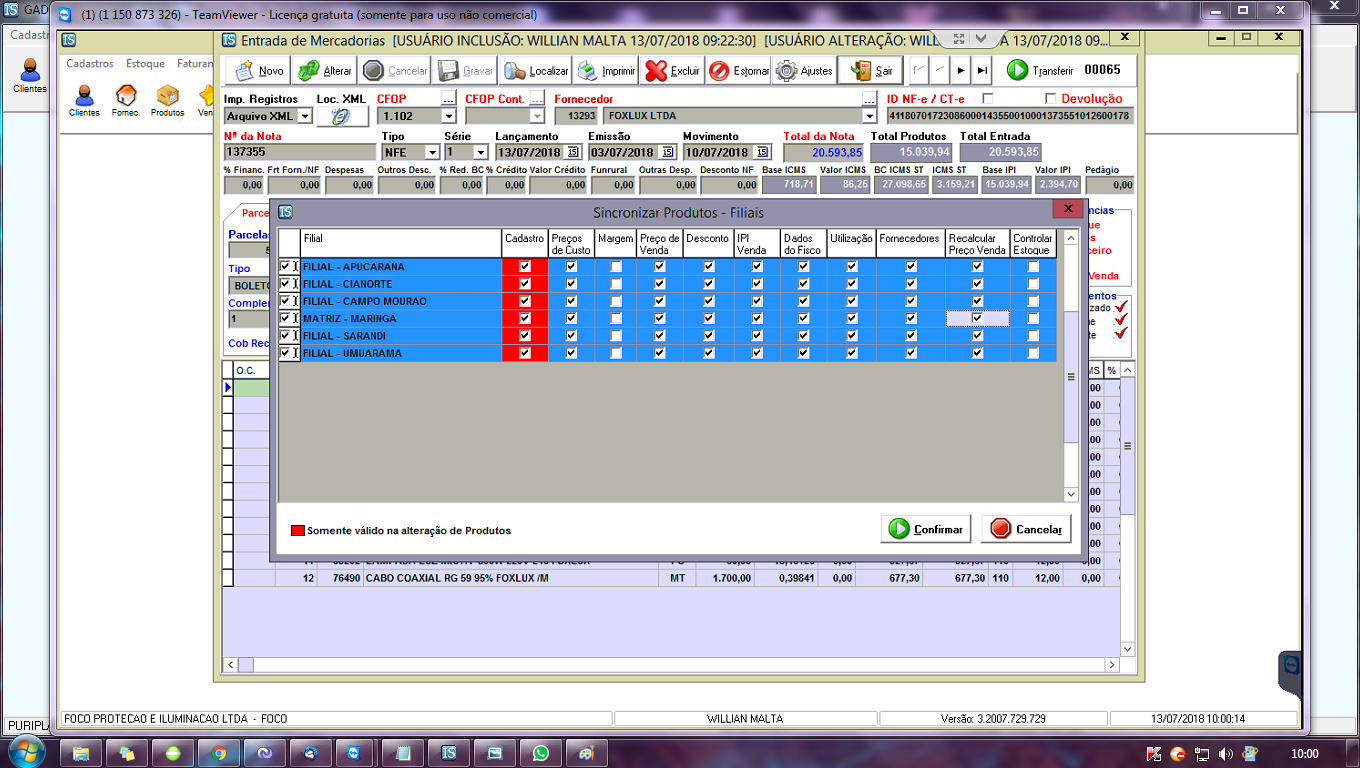 GAD
(1) (1 150 873 326) - TeamViewer - Licença gratuita (somente para uso não comercial)
Cadastr
Clientes
Cadastros Estoque Faturan
Clientes Fornec. Produtos Ven
Entrada de Mercadorias [USUÁRIO INCLUSÃO: WILLIAN MALTA 13/07/2018 09:22:30] [USUÁRIO ALTERAÇÃO: WILL A 13/07/2018 09...
Novo Alterar Cancelar Gravar Localizar Imprimir Excluir Estornar Ajustes Sair Transferir 00065
Imp. Registros Loc. XML CFOP ... CFOP Cont. ... Fornecedor ... ID NF-e / CT-e Devolução
Arquivo XML 1.102 13293 FOXLUX LTDA 41180701723086000143550010001373551012600178
Nº da Nota Tipo Série Lançamento Emissão Movimento Total da Nota Total Produtos Total Entrada
137355 NFE 1 13/07/2018 15 03/07/2018 15 10/07/2018 15 20.593,85 15.039,94 20.593,85
% Financ. Frt Forn./NF Despesas Outros Desc. % Red. BC % Crédito Valor Crédito Funrural Outras Desp. Desconto NF Base ICMS Valor ICMS BC ICMS ST ICMS ST Base IPI Valor IPI Pedágio
0,00 0,00 0,00 0,00 0,00 0,00 0,00 0,00 0,00 0,00 718,71 86,25 27.098,65 3.159,21 15.039,94 2.394,70 0,00
Parce
Parcelas
5
Tipo
BOLETO
Complem
1
Cob Rec
Sincronizar Produtos - Filiais
Filial Cadastro Preços de Custo Margem Preço de Venda Desconto IPI Venda Dados do Fisco Utilização Fornecedores Recalcular Preço Venda Controlar Estoque
FILIAL - APUCARANA
FILIAL - CIANORTE
FILIAL - CAMPO MOURAO
MATRIZ - MARINGA
FILIAL - SARANDI
FILIAL - UMUARAMA
Somente válido na alteração de Produtos
Confirmar Cancelar
ncias
ue
s
ceiro
Venda
entos
zado
e
te
O.C. MS %
12 76490 CABO COAXIAL RG 59 95% FOXLUX /M MT 1.700,00 0,39841 0,00 677,30 677,30 110 12,00 0,00
FOCO PROTECAO E ILUMINACAO LTDA - FOCO WILLIAN MALTA Versão: 3.2007.729.729 13/07/2018 10:00:14
PURIPLA
10:00